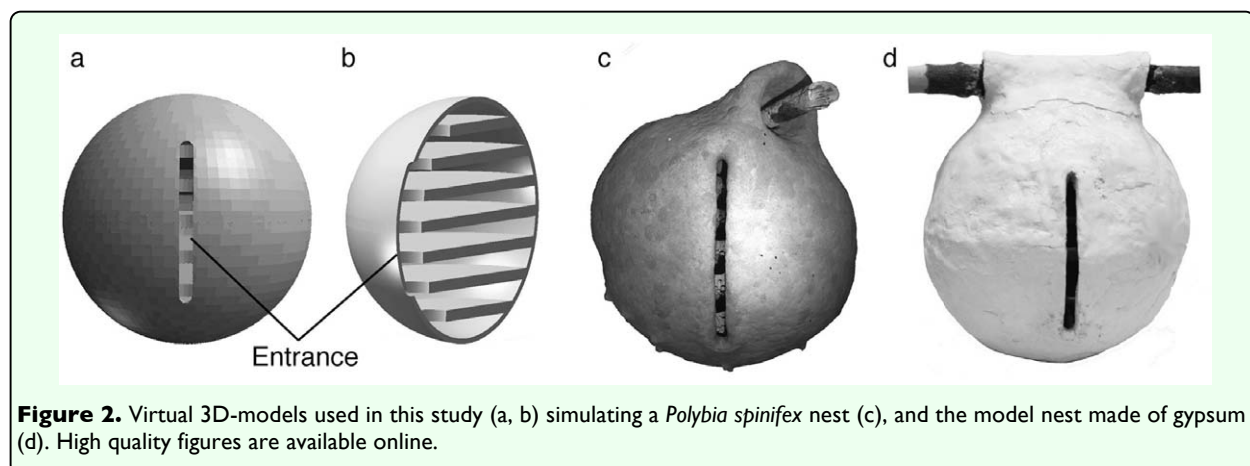 a
b
c
d
Entrance
Figure 2. Virtual 3D-models used in this study (a, b) simulating a Polybia spinifex nest (c), and the model nest made of gypsum
(d). High quality figures are available online.